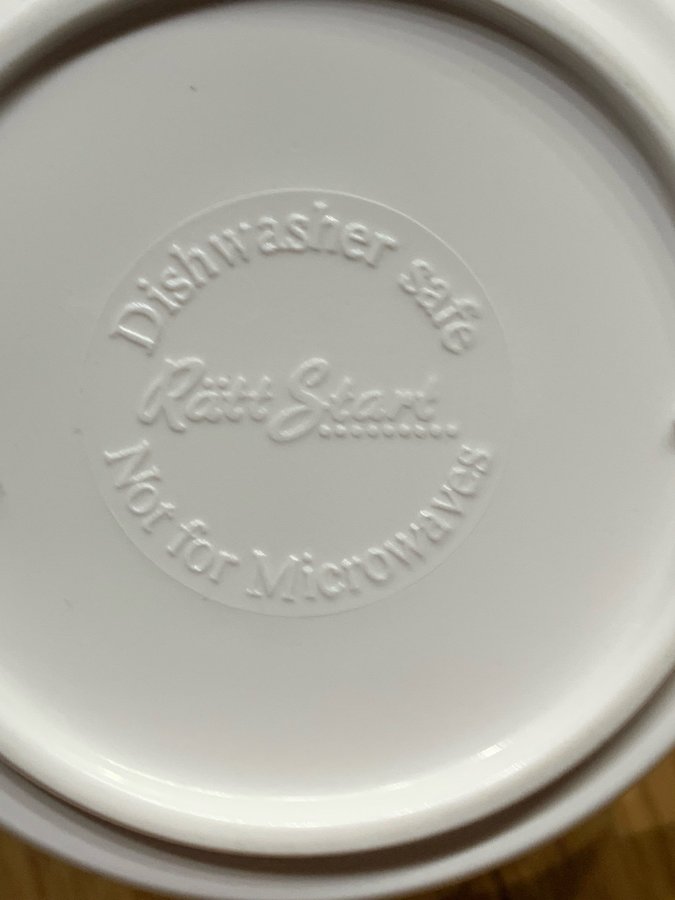 Dishwasher safe
Rätt Start
Not for Microwaves